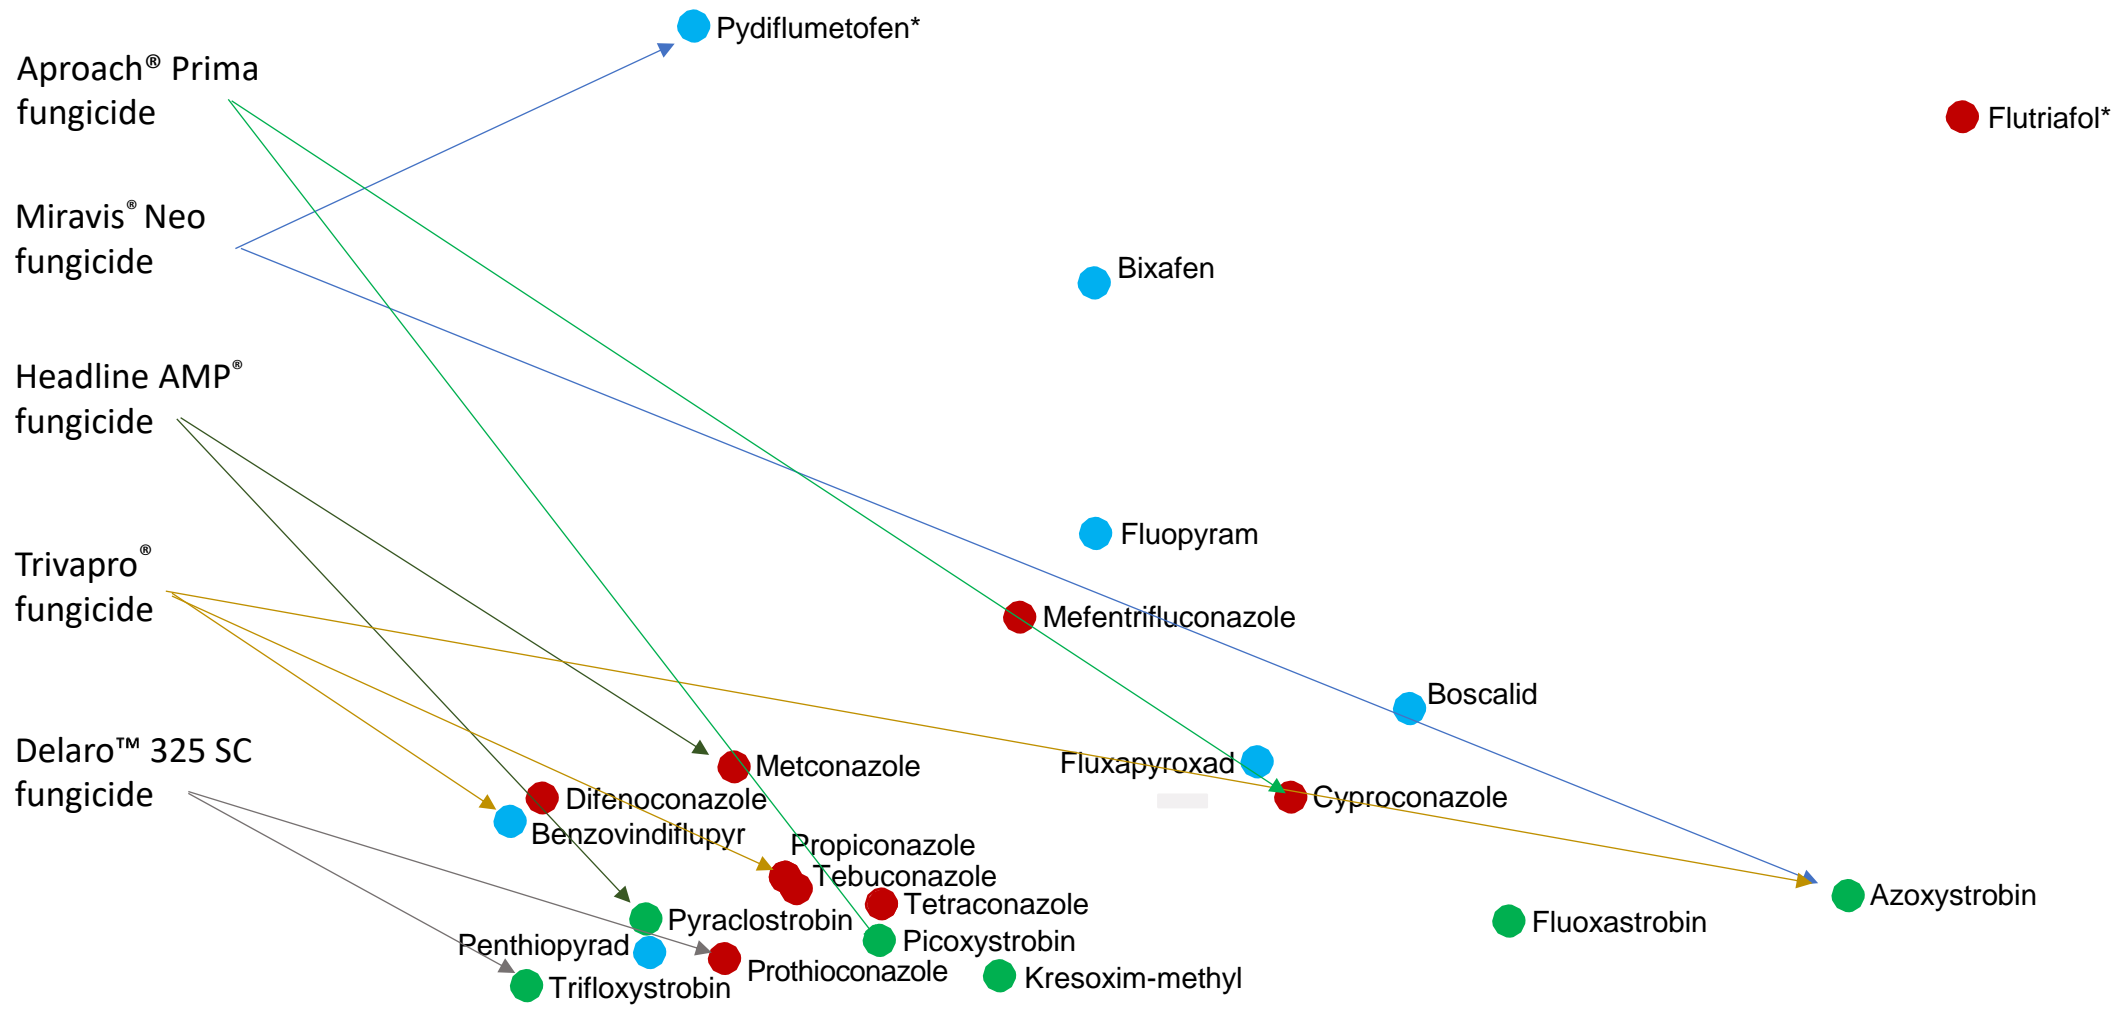 Pydiflumetofen*
Aproach® Prima
fungicide
Flutriafol*
Miravis® Neo
fungicide
Bixafen
Headline AMP®
fungicide
Fluopyram
Trivapro®
fungicide
Mefentrifluconazole
Boscalid
Delaro™ 325 SC
fungicide
Metconazole
Fluxapyroxad
Difenoconazole
Cyproconazole
Benzovindiflupyr
Propiconazole
Tebuconazole
Tetraconazole
Azoxystrobin
Pyraclostrobin
Fluoxastrobin
Penthiopyrad
Picoxystrobin
Prothioconazole
Kresoxim-methyl
Trifloxystrobin